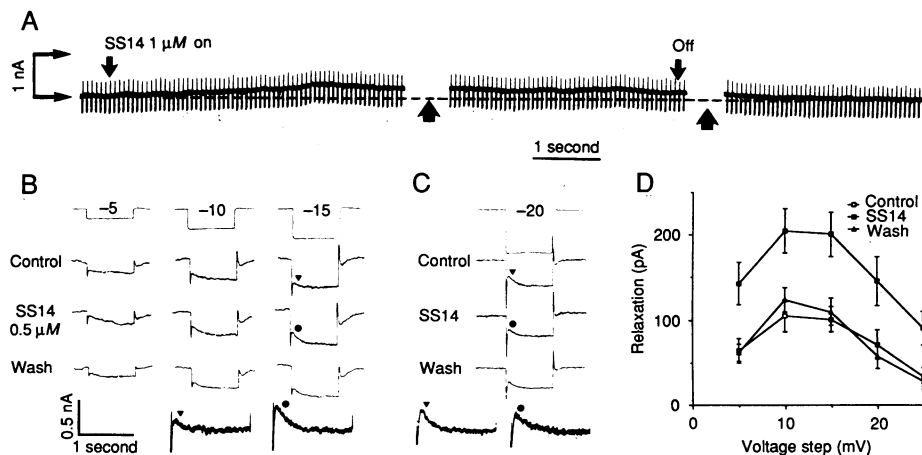 A
SS14 1 μM on
Off
1 nA
1 second
B
−5
−10
−15
Control
SS14
0.5 μM
Wash
0.5 nA
1 second
C
−20
Control
SS14
Wash
D
Control
SS14
Wash
Relaxation (pA)
200
100
0
0
5
10
15
20
Voltage step (mV)